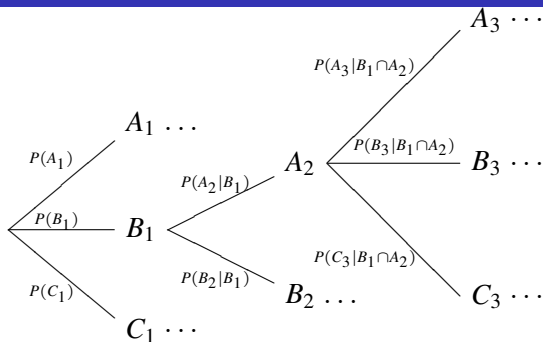 A₃ ⋯
P(A₃|B₁∩A₂)
A₁ ⋯
P(A₁)
A₂
P(B₃|B₁∩A₂)
B₃ ⋯
P(A₂|B₁)
P(B₁)
B₁
P(B₂|B₁)
P(C₃|B₁∩A₂)
P(C₁)
B₂ ⋯
C₃ ⋯
C₁ ⋯